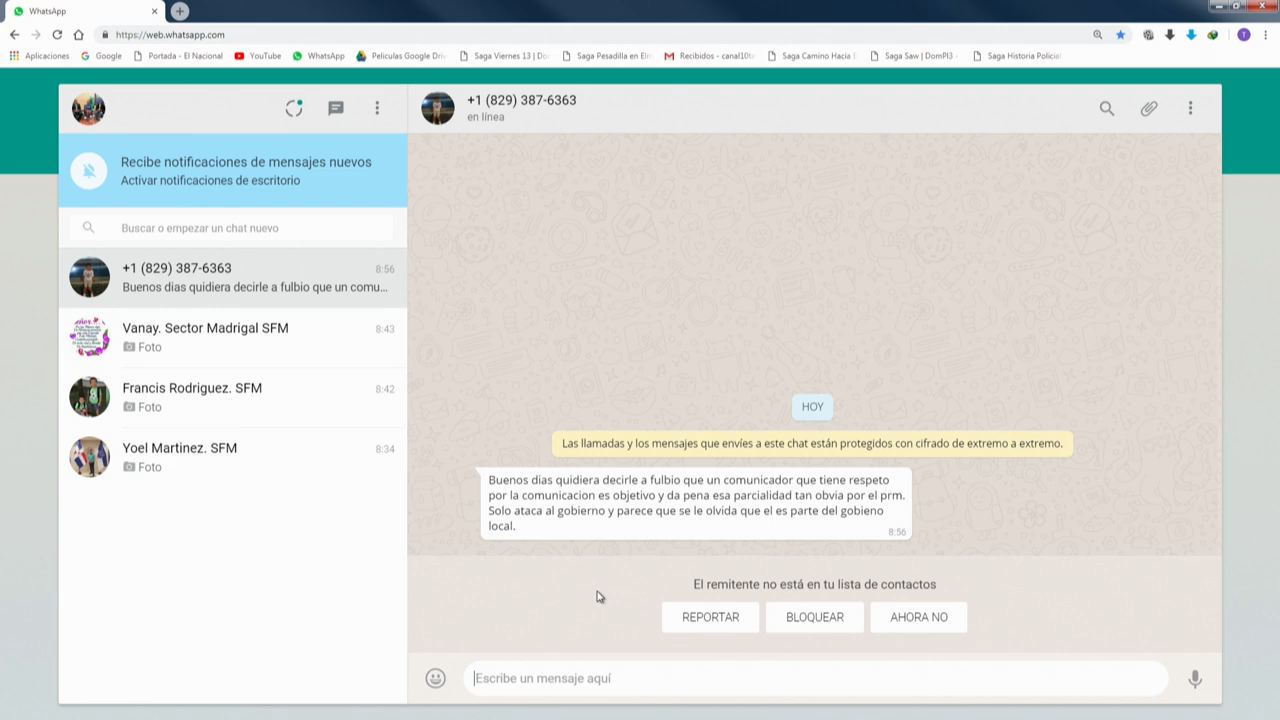 WhatsApp
https://web.whatsapp.com
Aplicaciones
Google
Portada - El Nacional
YouTube
WhatsApp
Peliculas Google Driv
Saga Viernes 13 | Do
Saga Pesadilla en Elm
Recibidos - canal10t
Saga Camino Hacia E
Saga Saw | DomPl3 -
Saga Historia Policial
T
+1 (829) 387-6363
en línea
Recibe notificaciones de mensajes nuevos
Activar notificaciones de escritorio
Buscar o empezar un chat nuevo
+1 (829) 387-6363
8:56
Buenos dias quidiera decirle a fulbio que un comu...
Vanay. Sector Madrigal SFM
8:43
Foto
Francis Rodriguez. SFM
8:42
Foto
Yoel Martinez. SFM
8:34
Foto
HOY
Las llamadas y los mensajes que envíes a este chat están protegidos con cifrado de extremo a extremo.
Buenos dias quidiera decirle a fulbio que un comunicador que tiene respeto
por la comunicacion es objetivo y da pena esa parcialidad tan obvia por el prm.
Solo ataca al gobierno y parece que se le olvida que el es parte del gobieno
local.
8:56
El remitente no está en tu lista de contactos
REPORTAR
BLOQUEAR
AHORA NO
Escribe un mensaje aquí